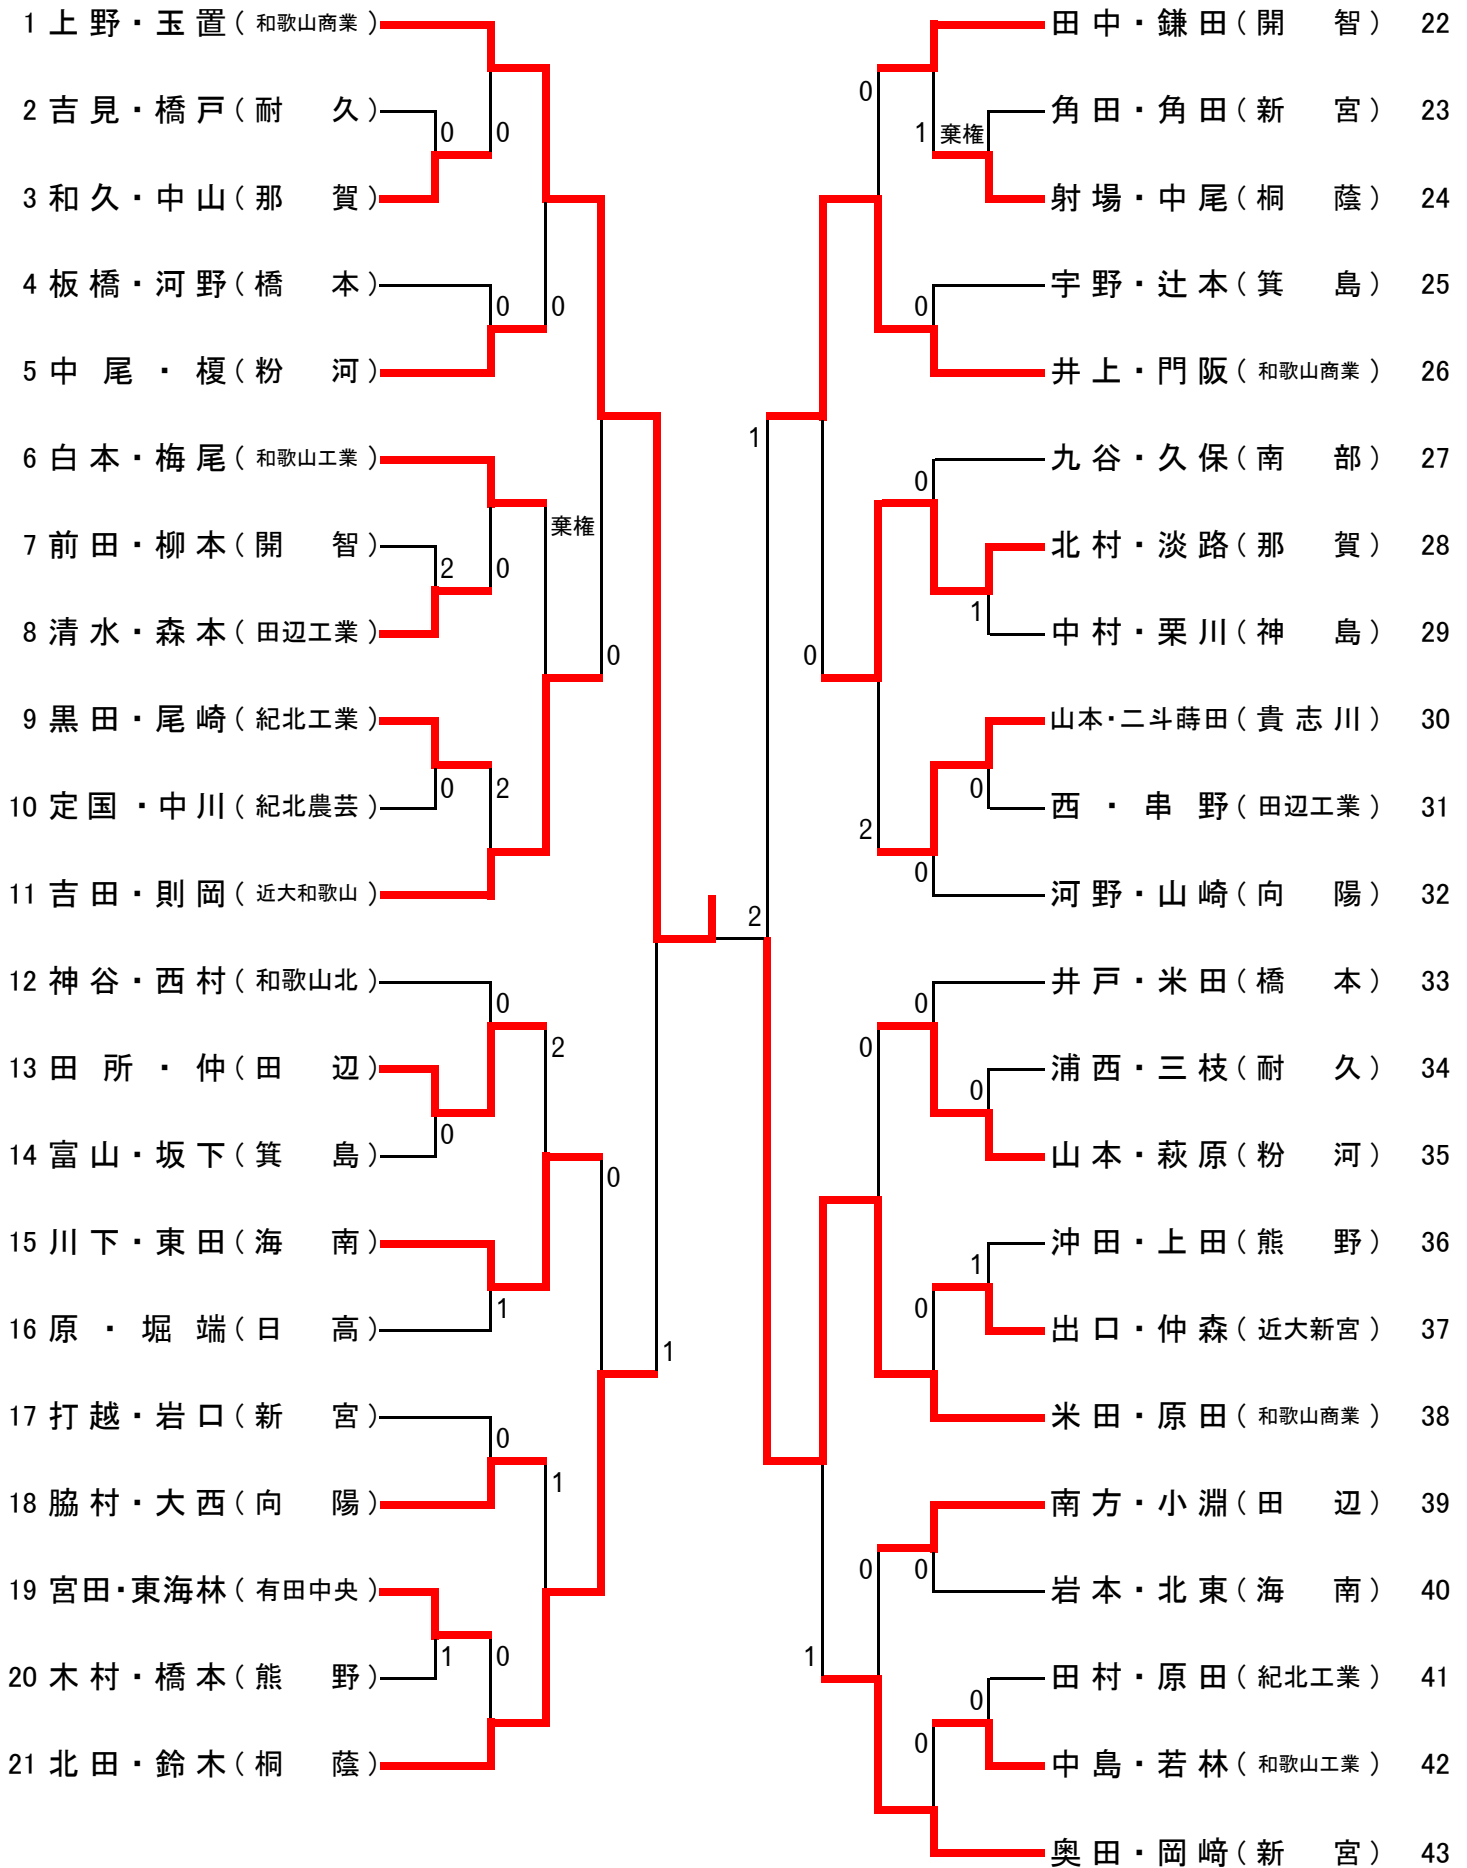 1 上野・玉置(和歌山商業)
2 吉見・橋戸(耐久)
0 0
3 和久・中山(那賀)
4 板橋・河野(橋本)
0 0
5 中尾・榎(粉河)
6 白本・梅尾(和歌山工業)
棄権
7 前田・柳本(開智)
2 0
8 清水・森本(田辺工業)
0
9 黒田・尾崎(紀北工業)
0 2
10 定国・中川(紀北農芸)
11 吉田・則岡(近大和歌山)
12 神谷・西村(和歌山北)
0
2
13 田所・仲(田辺)
0
14 富山・坂下(箕島)
0
15 川下・東田(海南)
1
16 原・堀端(日高)
1
17 打越・岩口(新宮)
0
1
18 脇村・大西(向陽)
19 宮田・東海林(有田中央)
1 0
20 木村・橋本(熊野)
21 北田・鈴木(桐蔭)
2
1
田中・鎌田(開智) 22
0
角田・角田(新宮) 23
1 棄権
射場・中尾(桐蔭) 24
宇野・辻本(箕島) 25
0
井上・門阪(和歌山商業) 26
九谷・久保(南部) 27
0
北村・淡路(那賀) 28
1
中村・栗川(神島) 29
0
山本・二斗蒔田(貴志川) 30
0
西・串野(田辺工業) 31
2
0
河野・山崎(向陽) 32
井戸・米田(橋本) 33
0
0
浦西・三枝(耐久) 34
0
山本・萩原(粉河) 35
沖田・上田(熊野) 36
1
0
出口・仲森(近大新宮) 37
米田・原田(和歌山商業) 38
南方・小淵(田辺) 39
0 0
岩本・北東(海南) 40
1
田村・原田(紀北工業) 41
0
0
中島・若林(和歌山工業) 42
奥田・岡﨑(新宮) 43